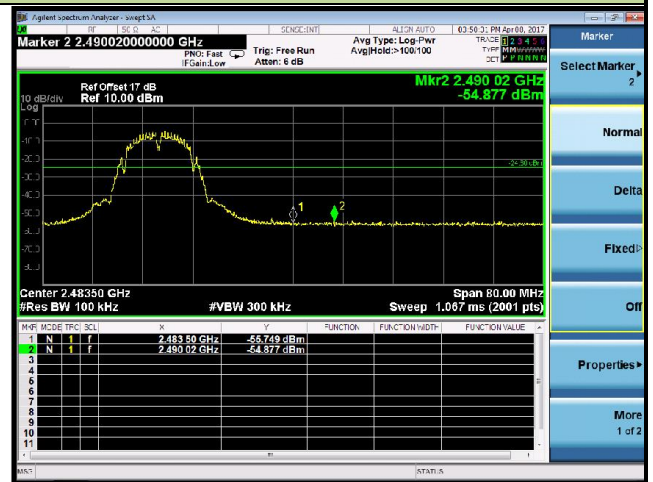 Agilent Spectrum Analyzer - Swept SA
RF 50 Ω AC SENSE:INT ALIGN AUTO 03:50:31 PM Apr 00, 2017
Marker 2 2.490020000000 GHz
PNO: Fast
IFGain:Low
Trig: Free Run
Atten: 6 dB
Avg Type: Log-Pwr
Avg|Hold:>100/100
TRACE 1 2 3 4 5 6
TYPE
DET P P N N N N
Ref Offset 17 dB
10 dB/div Ref 10.00 dBm
Log
Mkr2 2.490 02 GHz
-54.877 dBm
1
2
Center 2.48350 GHz
Span 80.00 MHz
#Res BW 100 kHz
#VBW 300 kHz
Sweep 1.067 ms (2001 pts)
MKR MODE TRC SCL X Y FUNCTION FUNCTION WIDTH FUNCTION VALUE
1 N 1 f 2.483 50 GHz -55.749 dBm
2 N 1 f 2.490 02 GHz -54.877 dBm
3
4
5
6
7
8
9
10
11
MSG STATUS
Marker
Select Marker
2
Normal
Delta
Fixed
Off
Properties
More
1 of 2